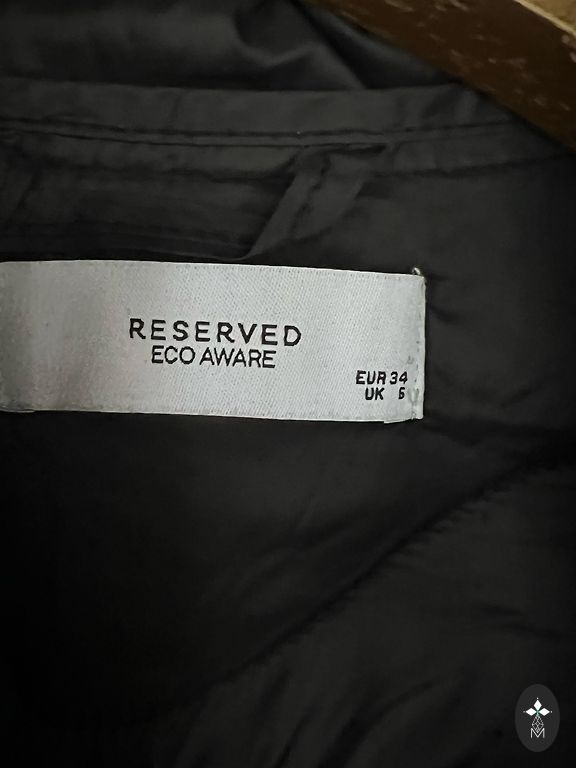 RESERVED
ECO AWARE
EUR 34
UK 6